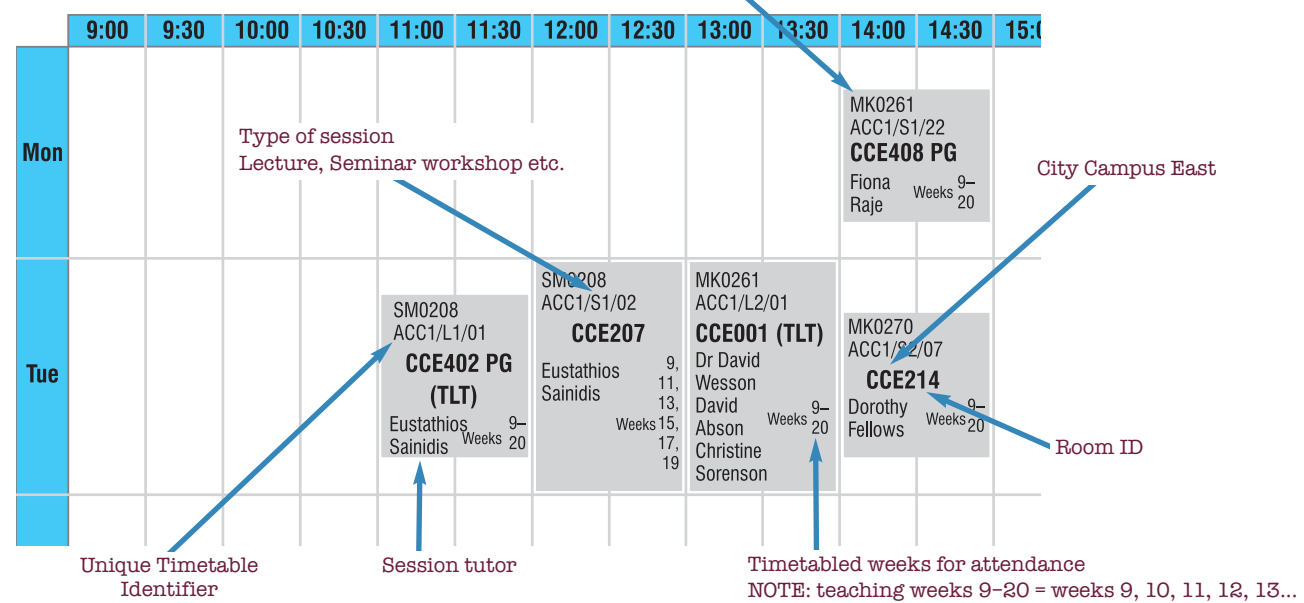 9:00 9:30 10:00 10:30 11:00 11:30 12:00 12:30 13:00 13:30 14:00 14:30 15:0
Mon
MK0261
ACC1/S1/22
CCE408 PG
Fiona
Raje
Weeks 9–
20
Type of session
Lecture, Seminar workshop etc.
City Campus East
Tue
SM0208
ACC1/L1/01
CCE402 PG
(TLT)
Eustathios
Sainidis
Weeks 9–
20
SM0208
ACC1/S1/02
CCE207
Eustathios
Sainidis
9,
11,
13,
Weeks 15,
17,
19
MK0261
ACC1/L2/01
CCE001 (TLT)
Dr David
Wesson
David
Abson
Christine
Sorenson
Weeks 9–
20
MK0270
ACC1/S2/07
CCE214
Dorothy
Fellows
Weeks 9–
20
Room ID
Unique Timetable
Identifier
Session tutor
Timetabled weeks for attendance
NOTE: teaching weeks 9–20 = weeks 9, 10, 11, 12, 13...